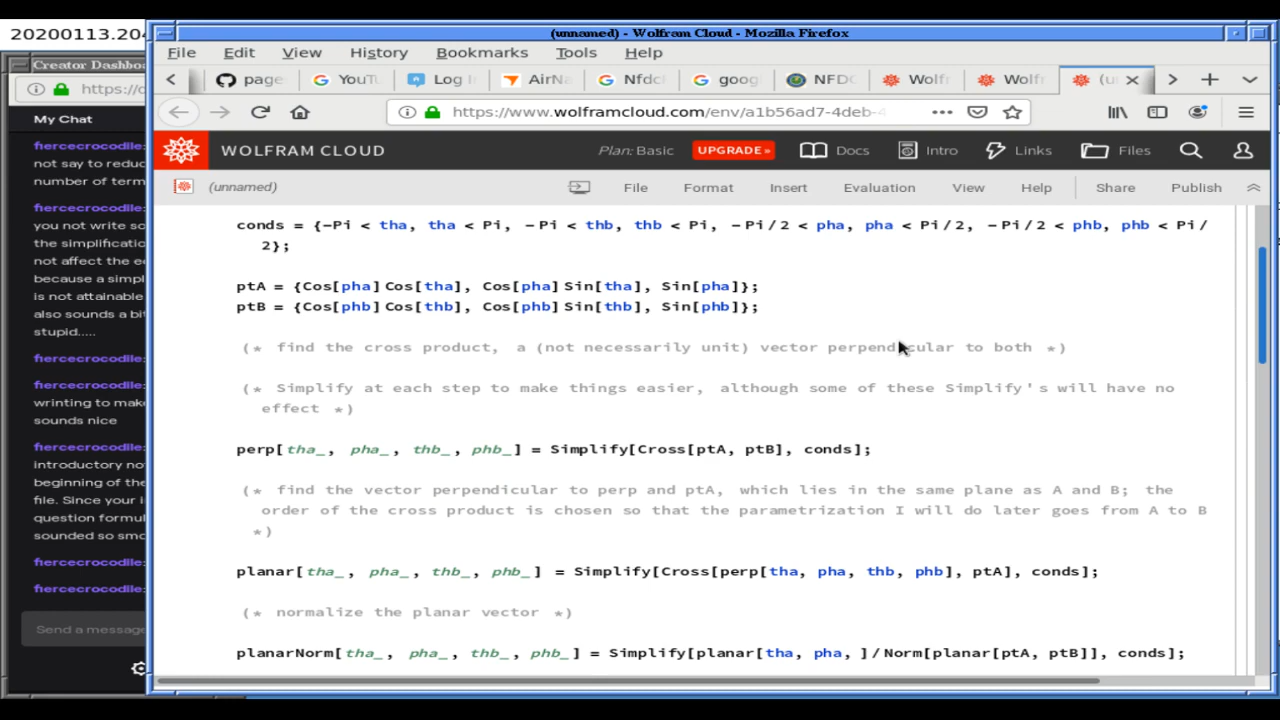 20200113.204
(unnamed) - Wolfram Cloud - Mozilla Firefox
File Edit View History Bookmarks Tools Help
Creator Dashbo
page YouT Log I AirNa Nfdc goog NFDC Wolfr Wolfr (u
https://c
https://www.wolframcloud.com/env/a1b56ad7-4deb-4
My Chat
WOLFRAM CLOUD Plan: Basic UPGRADE » Docs Intro Links Files
(unnamed) File Format Insert Evaluation View Help Share Publish
fiercecrocodile:
not say to redu
number of term
fiercecrocodile:
you not write so
the simplificatio
not affect the e
because a simpl
is not attainable
also sounds a bi
stupid.....
fiercecrocodile:
fiercecrocodile:
wrinting to mak
sounds nice
fiercecrocodile:
introductory no
beginning of the
file. Since your i
question formul
sounded so smo
fiercecrocodile:
fiercecrocodile:
Send a message
conds = {-Pi < tha, tha < Pi, -Pi < thb, thb < Pi, -Pi/2 < pha, pha < Pi/2, -Pi/2 < phb, phb < Pi/
2};
ptA = {Cos[pha] Cos[tha], Cos[pha] Sin[tha], Sin[pha]};
ptB = {Cos[phb] Cos[thb], Cos[phb] Sin[thb], Sin[phb]};
(* find the cross product, a (not necessarily unit) vector perpendicular to both *)
(* Simplify at each step to make things easier, although some of these Simplify's will have no
effect *)
perp[tha_, pha_, thb_, phb_] = Simplify[Cross[ptA, ptB], conds];
(* find the vector perpendicular to perp and ptA, which lies in the same plane as A and B; the
order of the cross product is chosen so that the parametrization I will do later goes from A to B
*)
planar[tha_, pha_, thb_, phb_] = Simplify[Cross[perp[tha, pha, thb, phb], ptA], conds];
(* normalize the planar vector *)
planarNorm[tha_, pha_, thb_, phb_] = Simplify[planar[tha, pha, ]/Norm[planar[ptA, ptB]], conds];